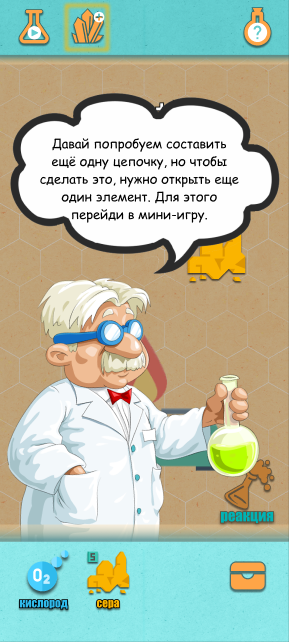 ?
Давай попробуем составить
ещё одну цепочку, но чтобы
сделать это, нужно открыть еще
один элемент. Для этого
перейди в мини-игру.
реакция
O2
S
кислород
сера